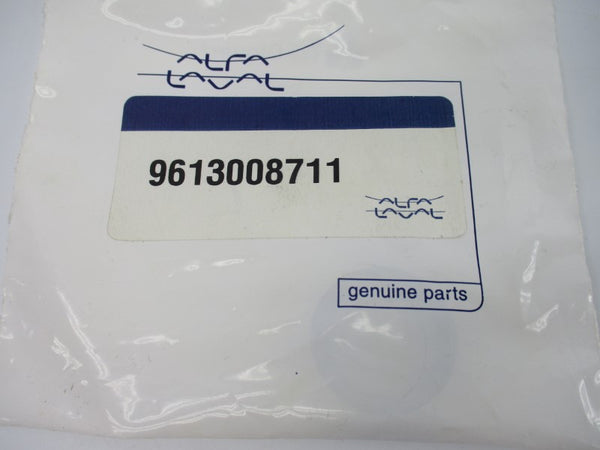 ALFA
LAVAL
9613008711
ALFA
LAVAL
genuine parts